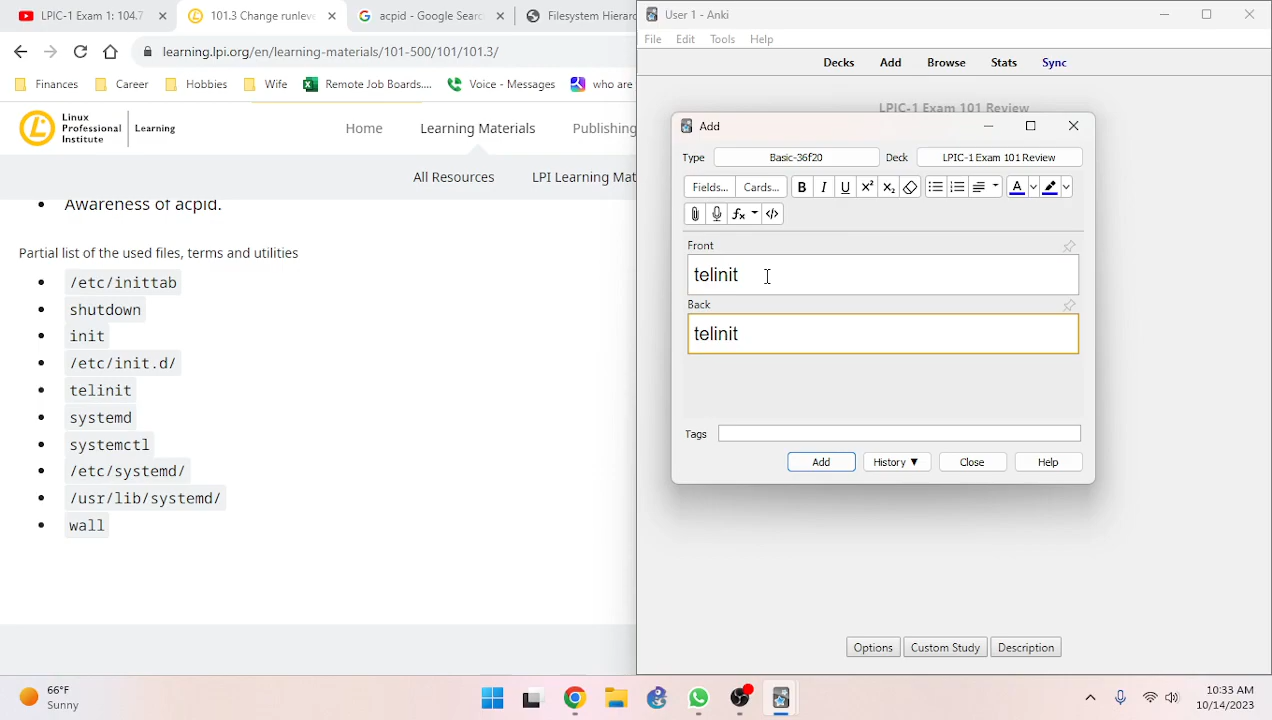 LPIC-1 Exam 1: 104.7
101.3 Change runleve
acpid - Google Searc
Filesystem Hierarc
learning.lpi.org/en/learning-materials/101-500/101/101.3/
Finances
Career
Hobbies
Wife
Remote Job Boards....
Voice - Messages
who are
Linux
Professional
Institute
Learning
Home
Learning Materials
Publishing
All Resources
LPI Learning Mat
Awareness of acpid.
Partial list of the used files, terms and utilities
/etc/inittab
shutdown
init
/etc/init.d/
telinit
systemd
systemctl
/etc/systemd/
/usr/lib/systemd/
wall
User 1 - Anki
File Edit Tools Help
Decks Add Browse Stats Sync
LPIC-1 Exam 101 Review
Add
Type Basic-36f20 Deck LPIC-1 Exam 101 Review
Fields... Cards... B I U X² X₂ A
fx </>
Front
telinit
Back
telinit
Tags
Add History ▼ Close Help
Options Custom Study Description
66°F
Sunny
10:33 AM
10/14/2023